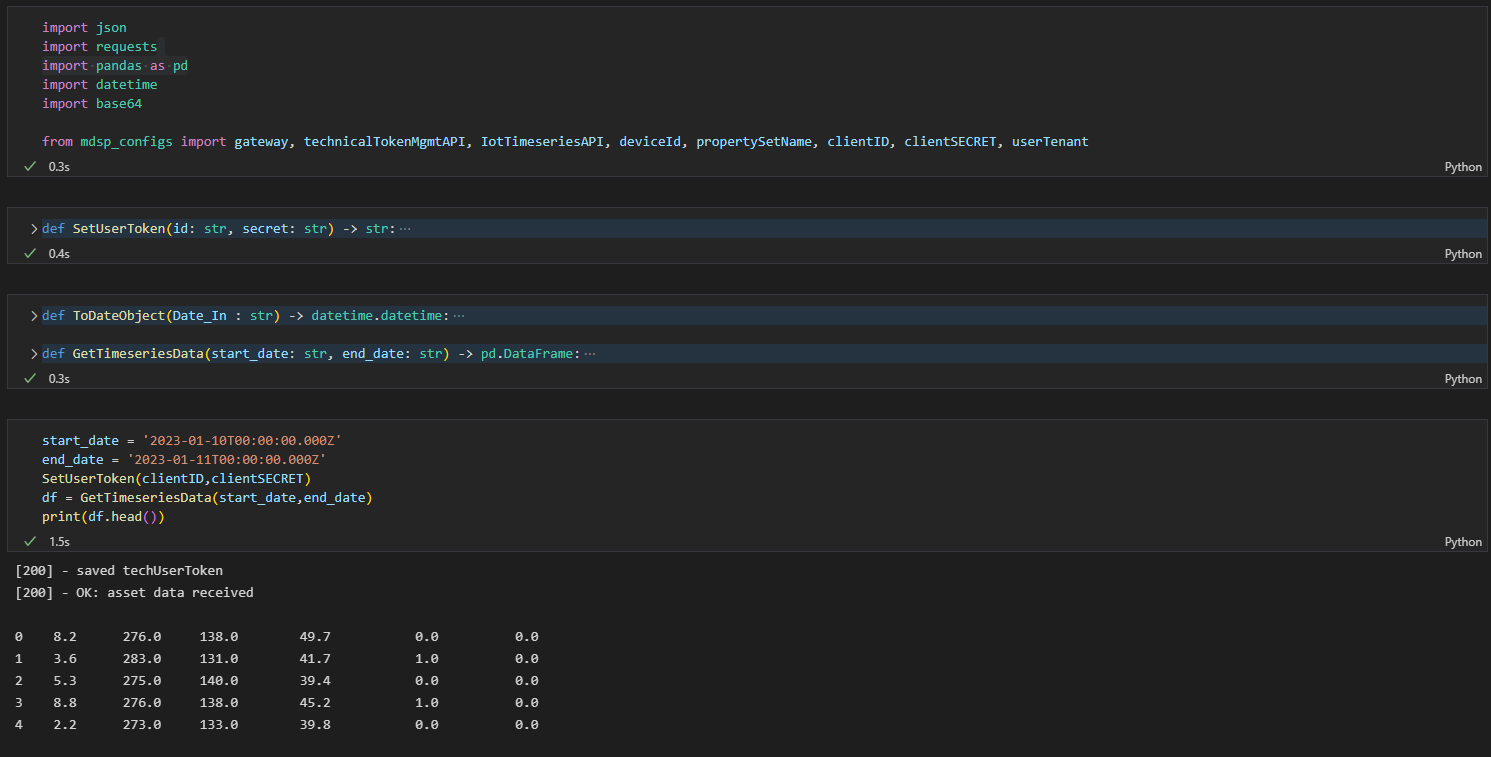 import json
import requests
import pandas as pd
import datetime
import base64
from mdsp_configs import gateway, technicalTokenMgmtAPI, IotTimeseriesAPI, deviceId, propertySetName, clientID, clientSECRET, userTenant
✓ 0.3s Python
> def SetUserToken(id: str, secret: str) -> str: ···
✓ 0.4s Python
> def ToDateObject(Date_In : str) -> datetime.datetime: ···
> def GetTimeseriesData(start_date: str, end_date: str) -> pd.DataFrame: ···
✓ 0.3s Python
start_date = '2023-01-10T00:00:00.000Z'
end_date = '2023-01-11T00:00:00.000Z'
SetUserToken(clientID,clientSECRET)
df = GetTimeseriesData(start_date,end_date)
print(df.head())
✓ 1.5s Python
[200] - saved techUserToken
[200] - OK: asset data received
0 8.2 276.0 138.0 49.7 0.0 0.0
1 3.6 283.0 131.0 41.7 1.0 0.0
2 5.3 275.0 140.0 39.4 0.0 0.0
3 8.8 276.0 138.0 45.2 1.0 0.0
4 2.2 273.0 133.0 39.8 0.0 0.0